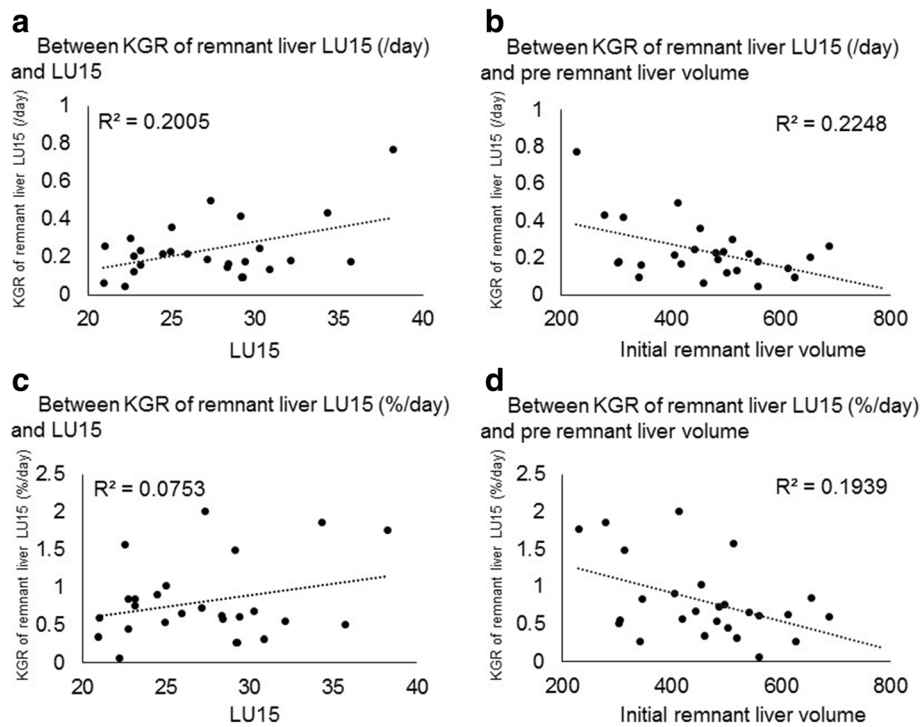 a
Between KGR of remnant liver LU15 (/day)
and LU15
KGR of remnant liver LU15 (/day)
1
0.8
0.6
0.4
0.2
0
R² = 0.2005
20 25 30 35 40
LU15
b
Between KGR of remnant liver LU15 (/day)
and pre remnant liver volume
KGR of remnant liver LU15 (/day)
1
0.8
0.6
0.4
0.2
0
R² = 0.2248
200 400 600 800
Initial remnant liver volume
c
Between KGR of remnant liver LU15 (%/day)
and LU15
KGR of remnant liver LU15 (%/day)
2.5
2
1.5
1
0.5
0
R² = 0.0753
20 25 30 35 40
LU15
d
Between KGR of remnant liver LU15 (%/day)
and pre remnant liver volume
KGR of remnant liver LU15 (%/day)
2.5
2
1.5
1
0.5
0
R² = 0.1939
200 400 600 800
Initial remnant liver volume